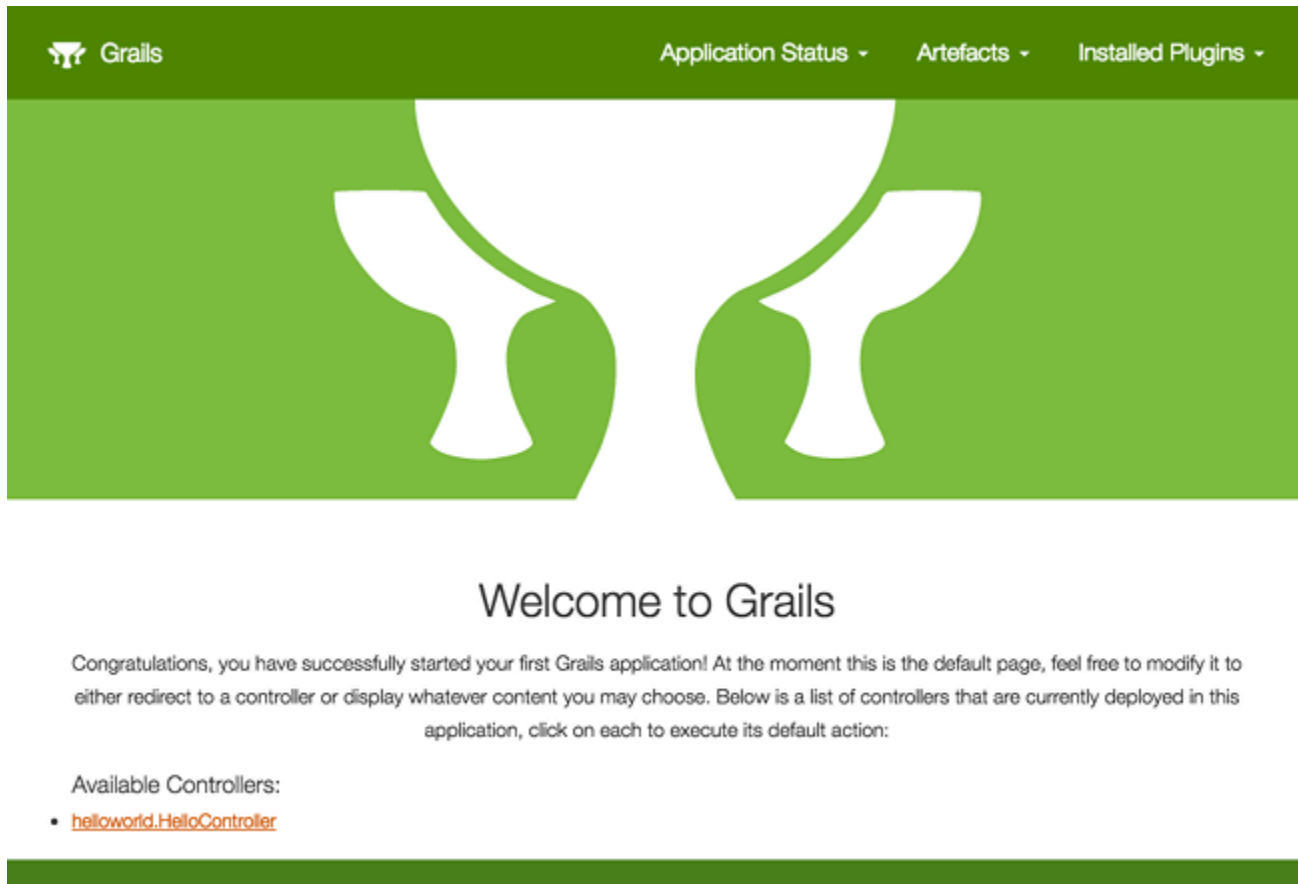 Grails
Application Status
Artefacts
Installed Plugins
Welcome to Grails
Congratulations, you have successfully started your first Grails application! At the moment this is the default page, feel free to modify it to
either redirect to a controller or display whatever content you may choose. Below is a list of controllers that are currently deployed in this
application, click on each to execute its default action:
Available Controllers:
helloworld.HelloController